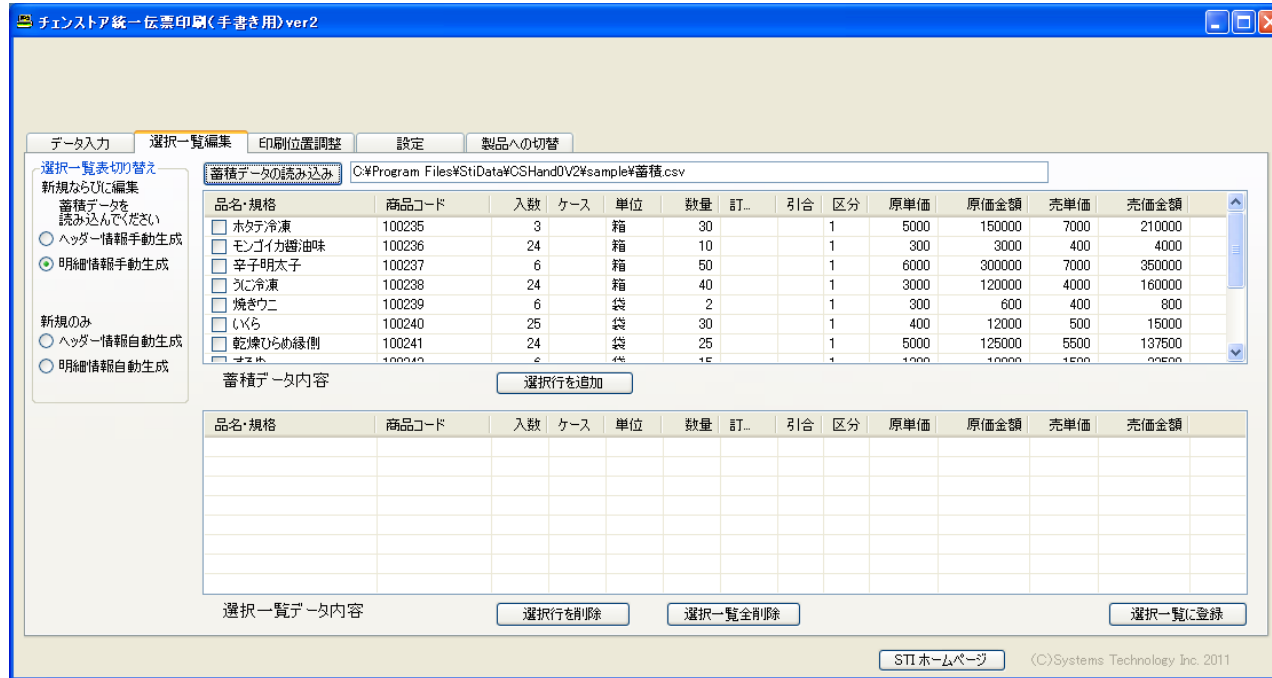 チェンストア統一伝票印刷(手書き用)ver2
データ入力 選択一覧編集 印刷位置調整 設定 製品への切替
選択一覧表切り替え
新規ならびに編集
蓄積データを
読み込んでください
ヘッダー情報手動生成
明細情報手動生成
新規のみ
ヘッダー情報自動生成
明細情報自動生成
蓄積データの読み込み C:¥Program Files¥StiData¥CSHand0V2¥sample¥蓄積.csv
品名・規格 商品コード 入数 ケース 単位 数量 訂... 引合 区分 原単価 原価金額 売単価 売価金額
ホタテ冷凍 100235 3 箱 30 1 5000 150000 7000 210000
モンゴイカ醤油味 100236 24 箱 10 1 300 3000 400 4000
辛子明太子 100237 6 箱 50 1 6000 300000 7000 350000
うに冷凍 100238 24 箱 40 1 3000 120000 4000 160000
焼きウニ 100239 6 袋 2 1 300 600 400 800
いくら 100240 25 袋 30 1 400 12000 500 15000
乾燥ひらめ縁側 100241 24 袋 25 1 5000 125000 5500 137500
蓄積データ内容 選択行を追加
品名・規格 商品コード 入数 ケース 単位 数量 訂... 引合 区分 原単価 原価金額 売単価 売価金額
選択一覧データ内容 選択行を削除 選択一覧全削除 選択一覧に登録
STI ホームページ (C)Systems Technology Inc. 2011